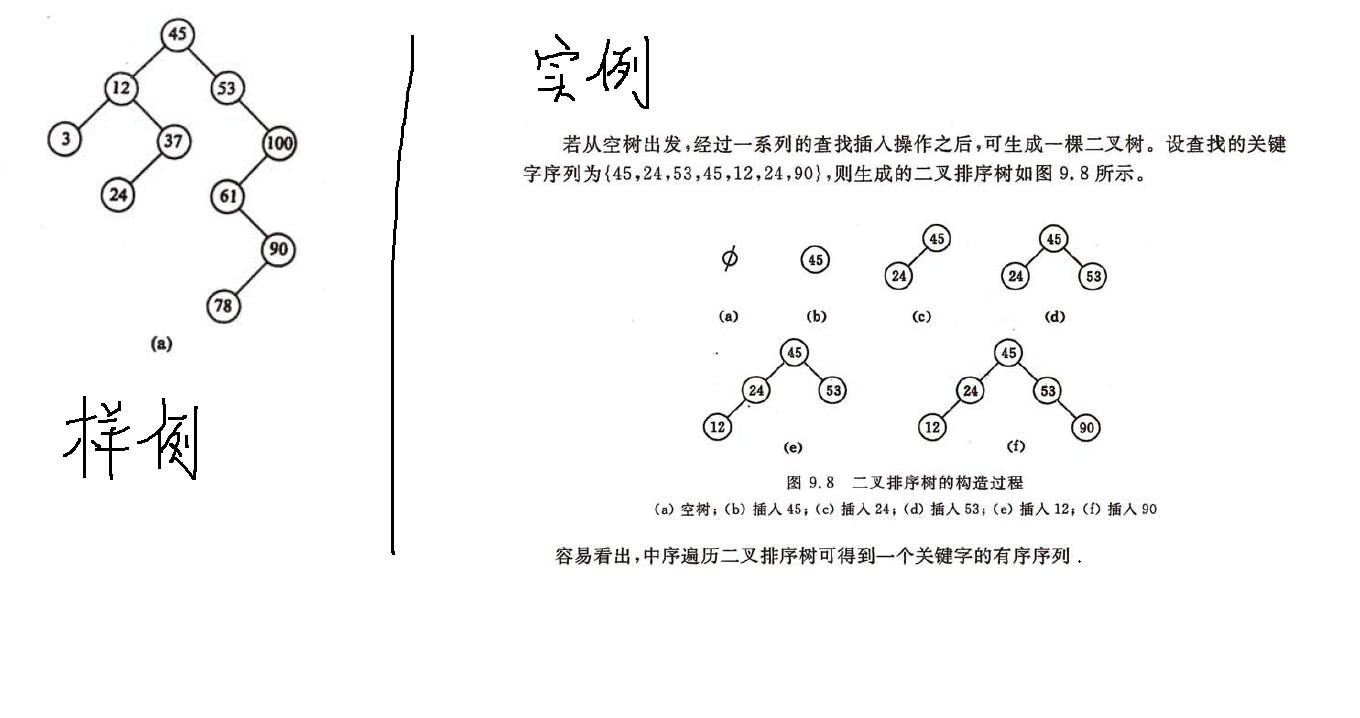 45
12 53
3 37 100
24 61
90
78
(a)
样例
实例
若从空树出发,经过一系列的查找插入操作之后,可生成一棵二叉树。设查找的关键
字序列为{45,24,53,45,12,24,90},则生成的二叉排序树如图 9.8 所示。
ϕ 45 45 45
24 24 53
(a) (b) (c) (d)
45 45
24 53 24 53
12 12 90
(e) (f)
图 9.8 二叉排序树的构造过程
(a) 空树; (b) 插入 45; (c) 插入 24; (d) 插入 53; (e) 插入 12; (f) 插入 90
容易看出,中序遍历二叉排序树可得到一个关键字的有序序列.